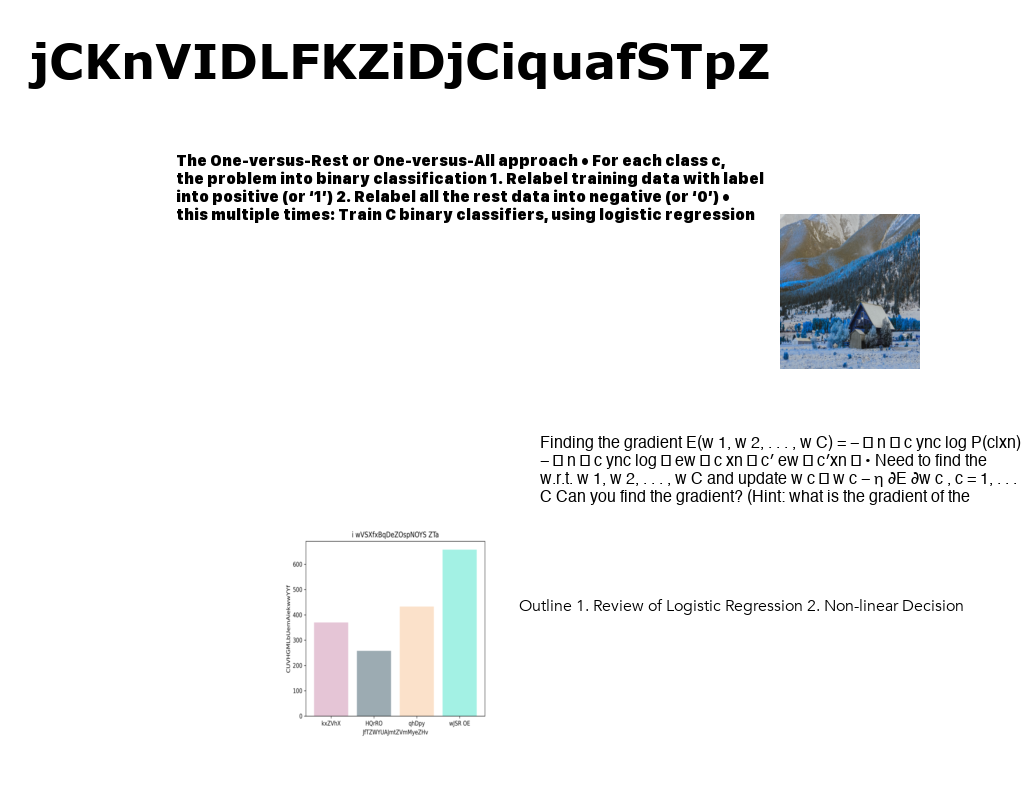 jCKnVIDLFKZiDjCiquafSTpZ
The One-versus-Rest or One-versus-All approach • For each class c,
the problem into binary classification 1. Relabel training data with label
into positive (or ‘1’) 2. Relabel all the rest data into negative (or ‘0’) •
this multiple times: Train C binary classifiers, using logistic regression
Finding the gradient E(w 1, w 2, . . . , w C) = – □ n □ c ync log P(c|xn)
– □ n □ c ync log □ ew □ c xn □ c′ ew □ c′xn □ • Need to find the
w.r.t. w 1, w 2, . . . , w C and update w c □ w c – η ∂E ∂w c , c = 1, . . .
C Can you find the gradient? (Hint: what is the gradient of the
i wVSXfxBqDeZOspNOYS ZTa
600
500
400
300
200
100
0
kxZVhX HQrRO qhDpy wJSR OE
Outline 1. Review of Logistic Regression 2. Non-linear Decision